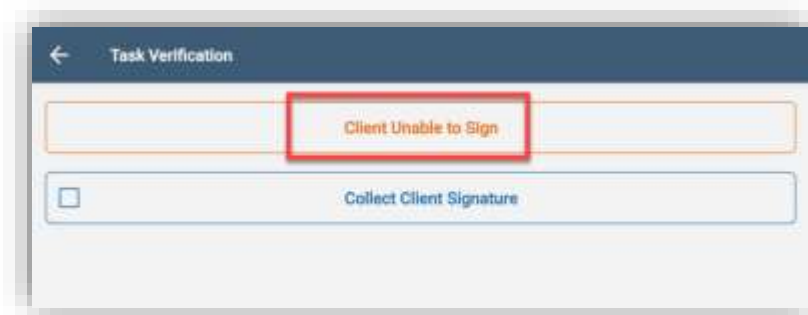 Task Verification
Client Unable to Sign
Collect Client Signature